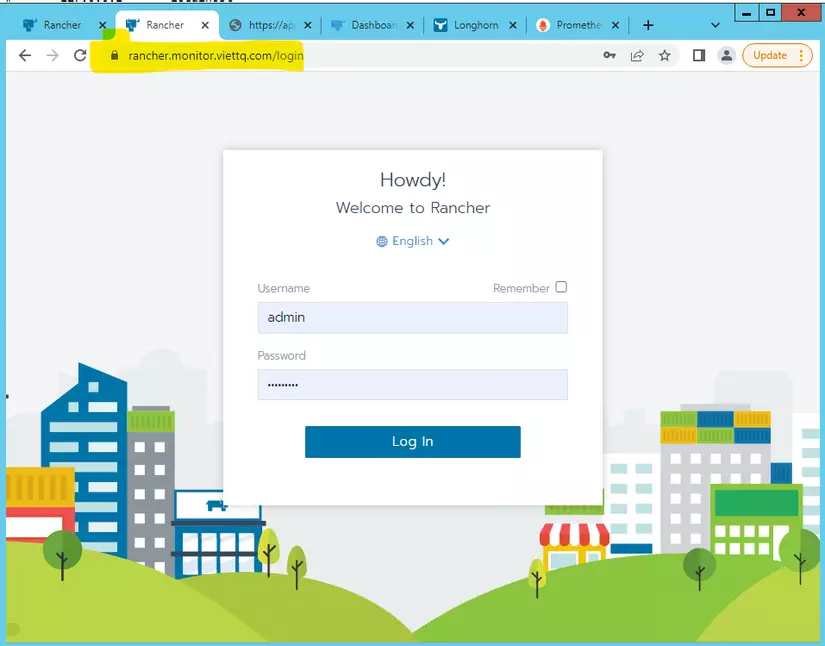 Rancher
Rancher
https://ap
Dashboar
Longhorn
Promethe
rancher.monitor.viettq.com/login
Update
Howdy!
Welcome to Rancher
English
Username
Remember
admin
Password
•••••••••
Log In